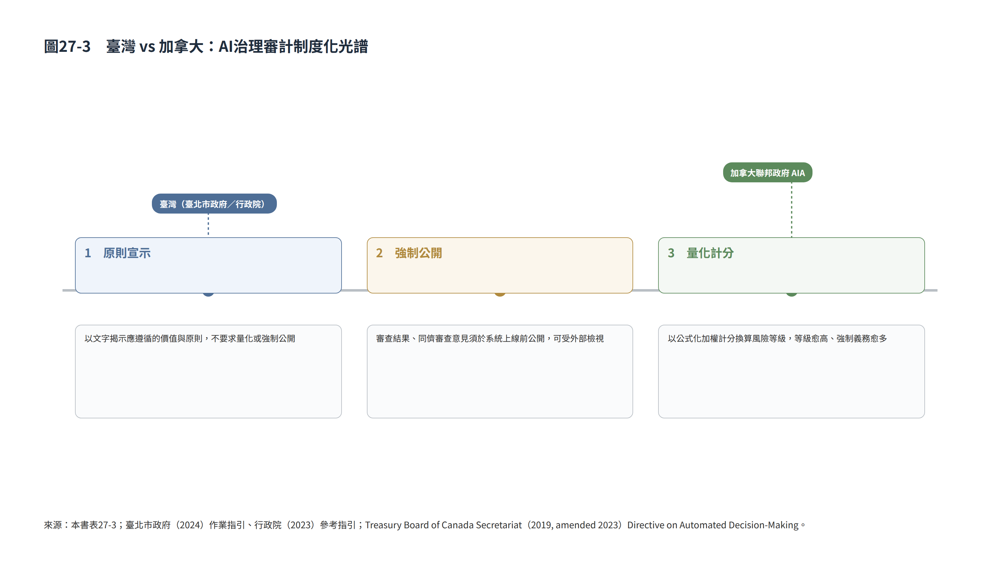 圖27-3　臺灣 vs 加拿大：AI治理審計制度化光譜
加拿大聯邦政府 AIA
臺灣（臺北市政府／行政院）
1　原則宣示
2　強制公開
3　量化計分
以文字揭示應遵循的價值與原則，不要求量化或強制公開
審查結果、同儕審查意見須於系統上線前公開，可受外部檢視
以公式化加權計分換算風險等級，等級愈高、強制義務愈多
來源：本書表27-3；臺北市政府（2024）作業指引、行政院（2023）參考指引；Treasury Board of Canada Secretariat（2019, amended 2023）Directive on Automated Decision-Making。